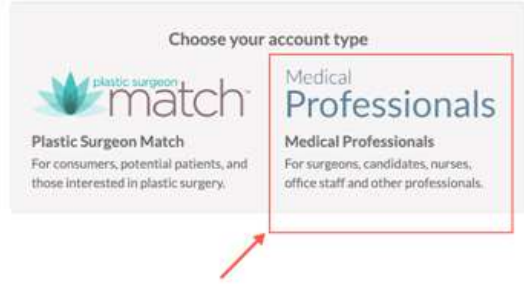 Choose your account type
plastic surgeon
match™
Plastic Surgeon Match
For consumers, potential patients, and
those interested in plastic surgery.
Medical
Professionals
Medical Professionals
For surgeons, candidates, nurses,
office staff and other professionals.